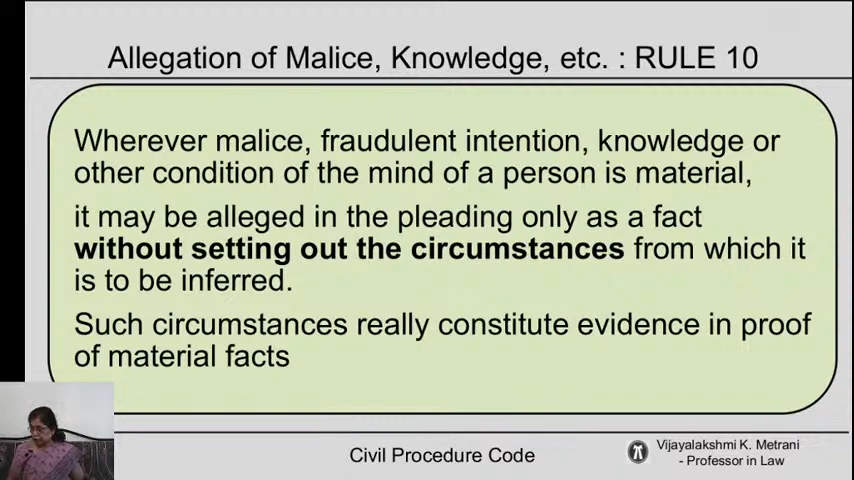 Allegation of Malice, Knowledge, etc. : RULE 10
Wherever malice, fraudulent intention, knowledge or
other condition of the mind of a person is material,
it may be alleged in the pleading only as a fact
without setting out the circumstances from which it
is to be inferred.
Such circumstances really constitute evidence in proof
of material facts
Civil Procedure Code
Vijayalakshmi K. Metrani
- Professor in Law